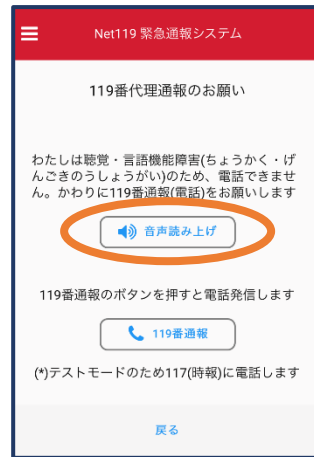 Net119 緊急通報システム
119番代理通報のお願い
わたしは聴覚・言語機能障害(ちょうかく・げ
んごきのうしょうがい)のため、電話できませ
ん。かわりに119番通報(電話)をお願いします
音声読み上げ
119番通報のボタンを押すと電話発信します
119番通報
(*)テストモードのため117(時報)に電話します
戻る